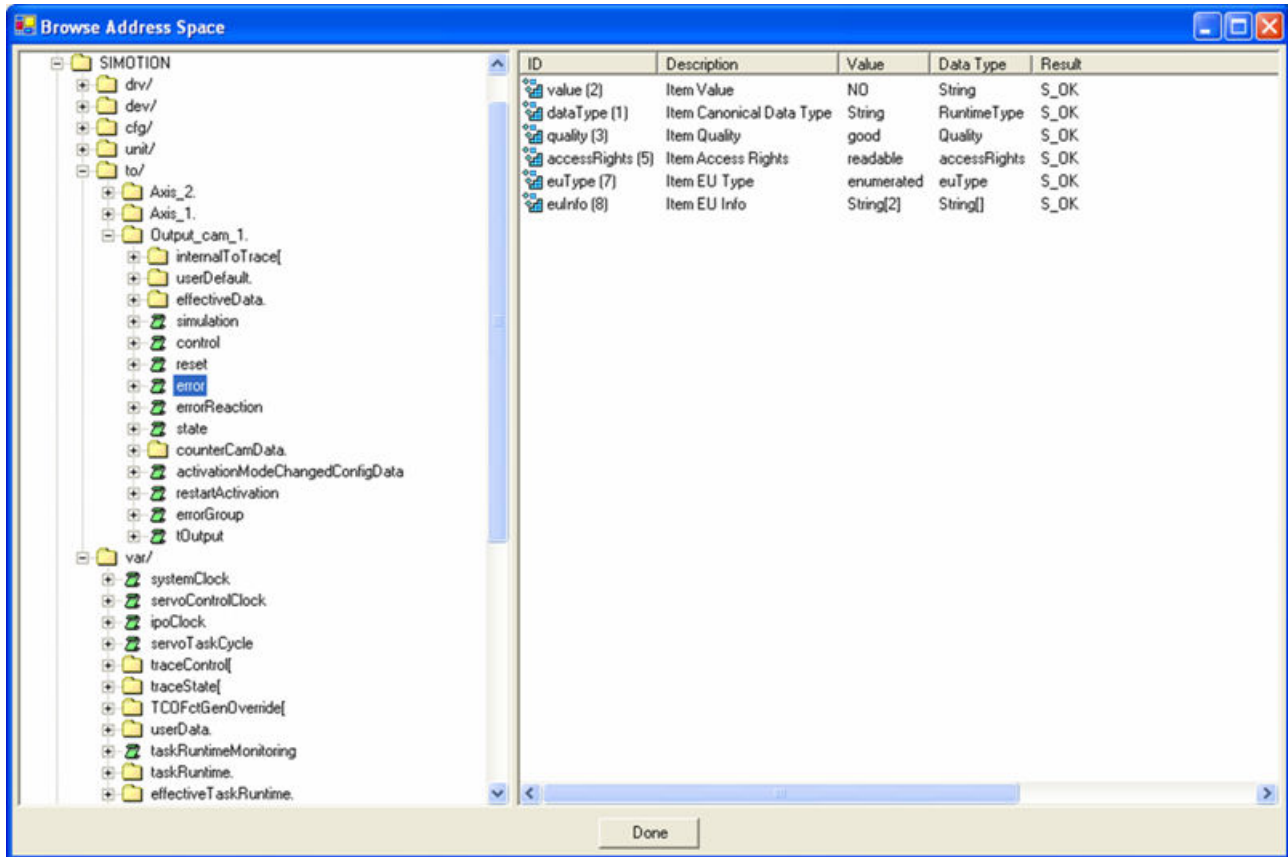 Browse Address Space
SIMOTION
drv/
dev/
cfg/
unit/
to/
Axis_2.
Axis_1.
Output_cam_1.
internalToTrace[
userDefault.
effectiveData.
simulation
control
reset
error
errorReaction
state
counterCamData.
activationModeChangedConfigData
restartActivation
errorGroup
tOutput
var/
systemClock
servoControlClock
ipoClock
servoTaskCycle
traceControl[
traceState[
TCOFctGenOverride[
userData.
taskRuntimeMonitoring
taskRuntime.
effectiveTaskRuntime.
ID Description Value Data Type Result
value (2) Item Value NO String S_OK
dataType (1) Item Canonical Data Type String RuntimeType S_OK
quality (3) Item Quality good Quality S_OK
accessRights (5) Item Access Rights readable accessRights S_OK
euType (7) Item EU Type enumerated euType S_OK
euInfo (8) Item EU Info String[2] String[] S_OK
Done